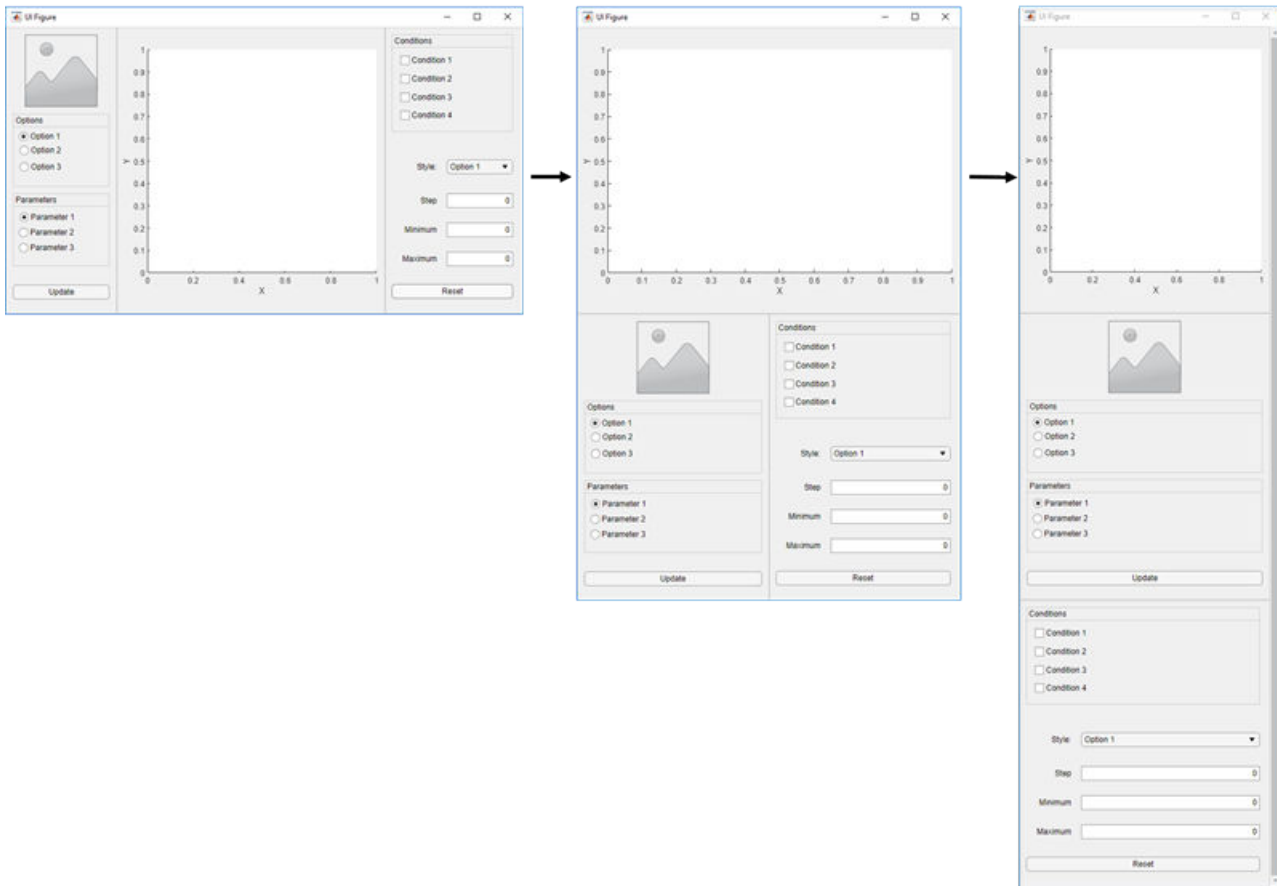 UI Figure
Options
Option 1
Option 2
Option 3
Parameters
Parameter 1
Parameter 2
Parameter 3
Update
1
0.9
0.8
0.7
0.6
0.5
0.4
0.3
0.2
0.1
0
Y
0.2 0.4 0.6 0.8 1
X
Conditions
Condition 1
Condition 2
Condition 3
Condition 4
Style: Option 1
Step 0
Minimum 0
Maximum 0
Reset
UI Figure
1
0.9
0.8
0.7
0.6
0.5
0.4
0.3
0.2
0.1
0
Y
0 0.1 0.2 0.3 0.4 0.5 0.6 0.7 0.8 0.9 1
X
Options
Option 1
Option 2
Option 3
Parameters
Parameter 1
Parameter 2
Parameter 3
Update
Conditions
Condition 1
Condition 2
Condition 3
Condition 4
Style: Option 1
Step 0
Minimum 0
Maximum 0
Reset
UI Figure
1
0.9
0.8
0.7
0.6
0.5
0.4
0.3
0.2
0.1
0
Y
0 0.2 0.4 0.6 0.8 1
X
Options
Option 1
Option 2
Option 3
Parameters
Parameter 1
Parameter 2
Parameter 3
Update
Conditions
Condition 1
Condition 2
Condition 3
Condition 4
Style: Option 1
Step 0
Minimum 0
Maximum 0
Reset